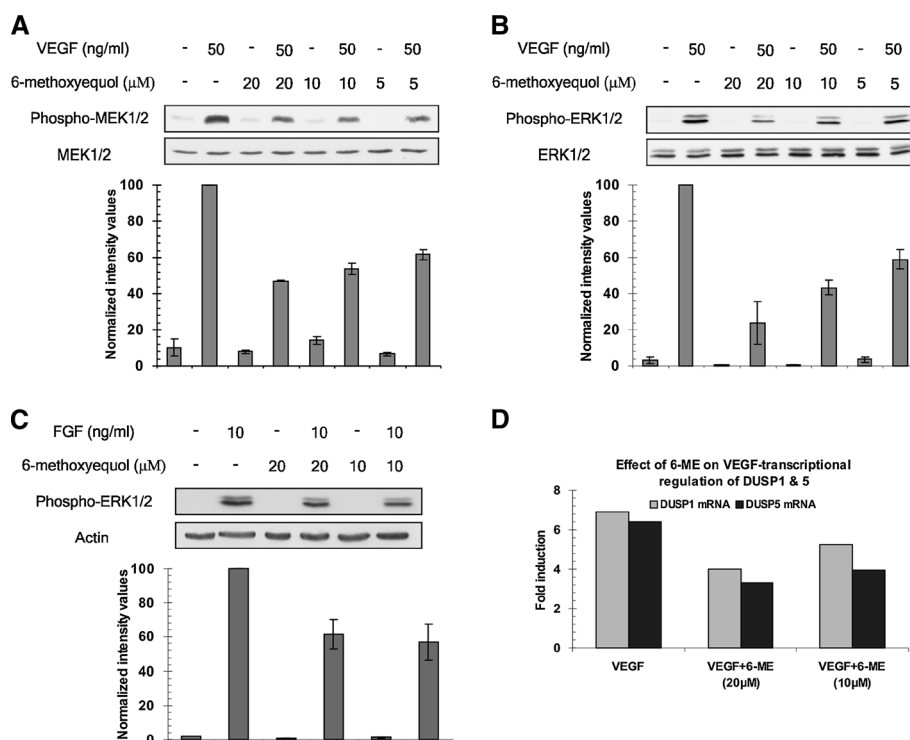 A
VEGF (ng/ml) - 50 - 50 - 50 - 50
6-methoxyequol (μM) - - 20 20 10 10 5 5
Phospho-MEK1/2
MEK1/2
Normalized intensity values
100
80
60
40
20
0
B
VEGF (ng/ml) - 50 - 50 - 50 - 50
6-methoxyequol (μM) - - 20 20 10 10 5 5
Phospho-ERK1/2
ERK1/2
Normalized intensity values
100
80
60
40
20
0
C
FGF (ng/ml) - 10 - 10 - 10
6-methoxyequol (μM) - - 20 20 10 10
Phospho-ERK1/2
Actin
Normalized intensity values
100
80
60
40
20
0
D
Effect of 6-ME on VEGF-transcriptional
regulation of DUSP1 & 5
DUSP1 mRNA DUSP5 mRNA
Fold induction
8
6
4
2
0
VEGF VEGF+6-ME VEGF+6-ME
(20μM) (10μM)